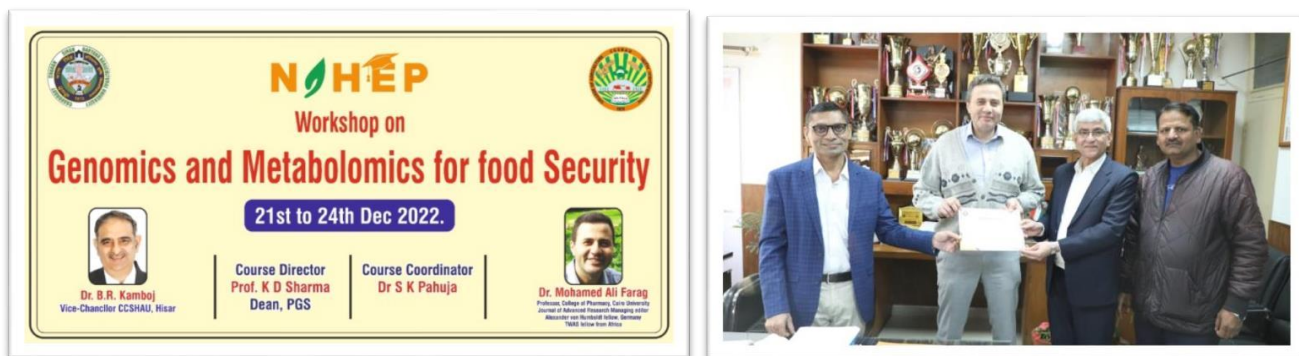 NAHEP
Workshop on
Genomics and Metabolomics for food Security
21st to 24th Dec 2022.
Dr. B.R. Kamboj
Vice-Chancllor CCSHAU, Hisar
Course Director
Prof. K D Sharma
Dean, PGS
Course Coordinator
Dr S K Pahuja
Dr. Mohamed Ali Farag
Professor, College of Pharmacy, Cairo University
Journal of Advanced Research Managing editor
Alexander von Humboldt fellow, Germany
TWAS fellow from Africa